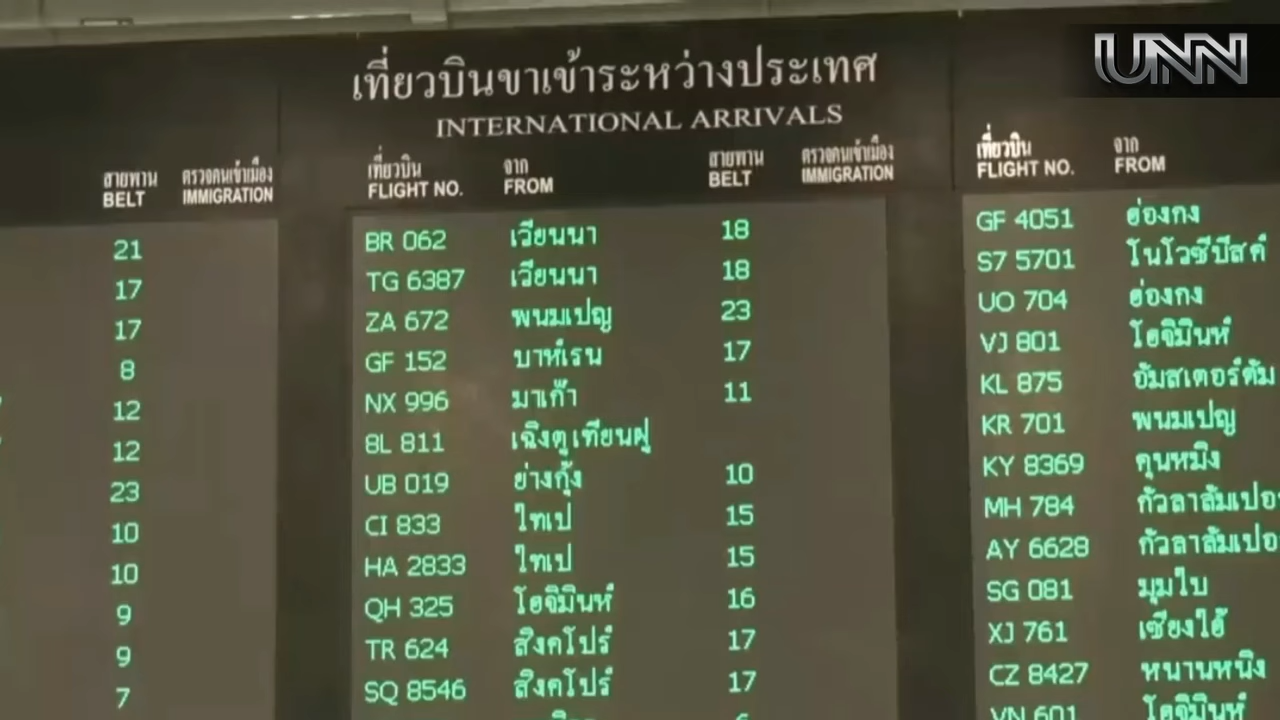 UNN
เที่ยวบินขาเข้าระหว่างประเทศ
INTERNATIONAL ARRIVALS
สายพาน ตรวจคนเข้าเมือง
BELT IMMIGRATION
21
17
17
8
12
12
23
10
10
9
9
7
เที่ยวบิน จาก สายพาน ตรวจคนเข้าเมือง
FLIGHT NO. FROM BELT IMMIGRATION
BR 062 เวียนนา 18
TG 6387 เวียนนา 18
ZA 672 พนมเปญ 23
GF 152 บาห์เรน 17
NX 996 มาเก๊า 11
8L 811 เฉิงตู เทียนฝู
UB 019 ย่างกุ้ง 10
CI 833 ไทเป 15
HA 2833 ไทเป 15
QH 325 โฮจิมินห์ 16
TR 624 สิงคโปร์ 17
SQ 8546 สิงคโปร์ 17
เที่ยวบิน จาก
FLIGHT NO. FROM
GF 4051 ฮ่องกง
S7 5701 โนโวซีบีสค์
UO 704 ฮ่องกง
VJ 801 โฮจิมินห์
KL 875 อัมสเตอร์ดัม
KR 701 พนมเปญ
KY 8369 คุนหมิง
MH 784 กัวลาลัมเปอ
AY 6628 กัวลาลัมเปอ
SG 081 มุมไบ
XJ 761 เซี่ยงไฮ้
CZ 8427 หนานหนิง
VN 601 โฮจิมินห์